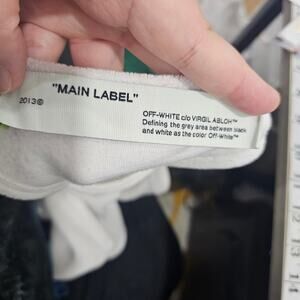 "MAIN LABEL"
2013©
OFF-WHITE c/o VIRGIL ABLOH™
Defining the grey area between black
and white as the color Off-White™